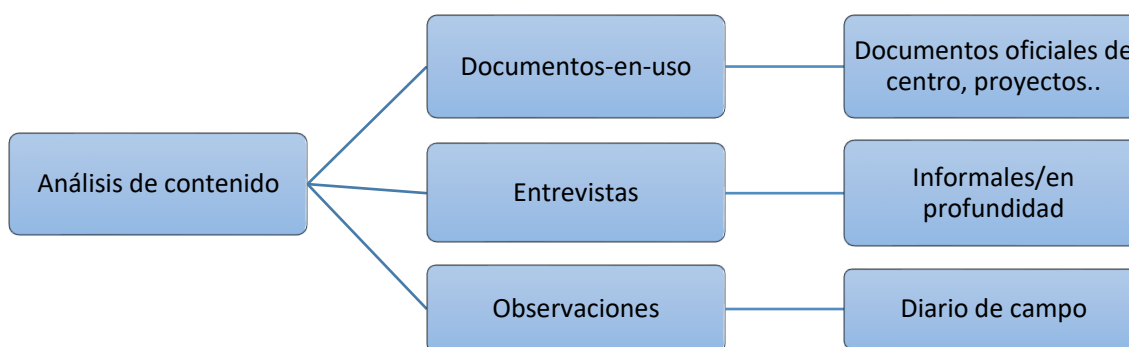 Análisis de contenido
Documentos-en-uso
Documentos oficiales de
centro, proyectos..
Entrevistas
Informales/en
profundidad
Observaciones
Diario de campo